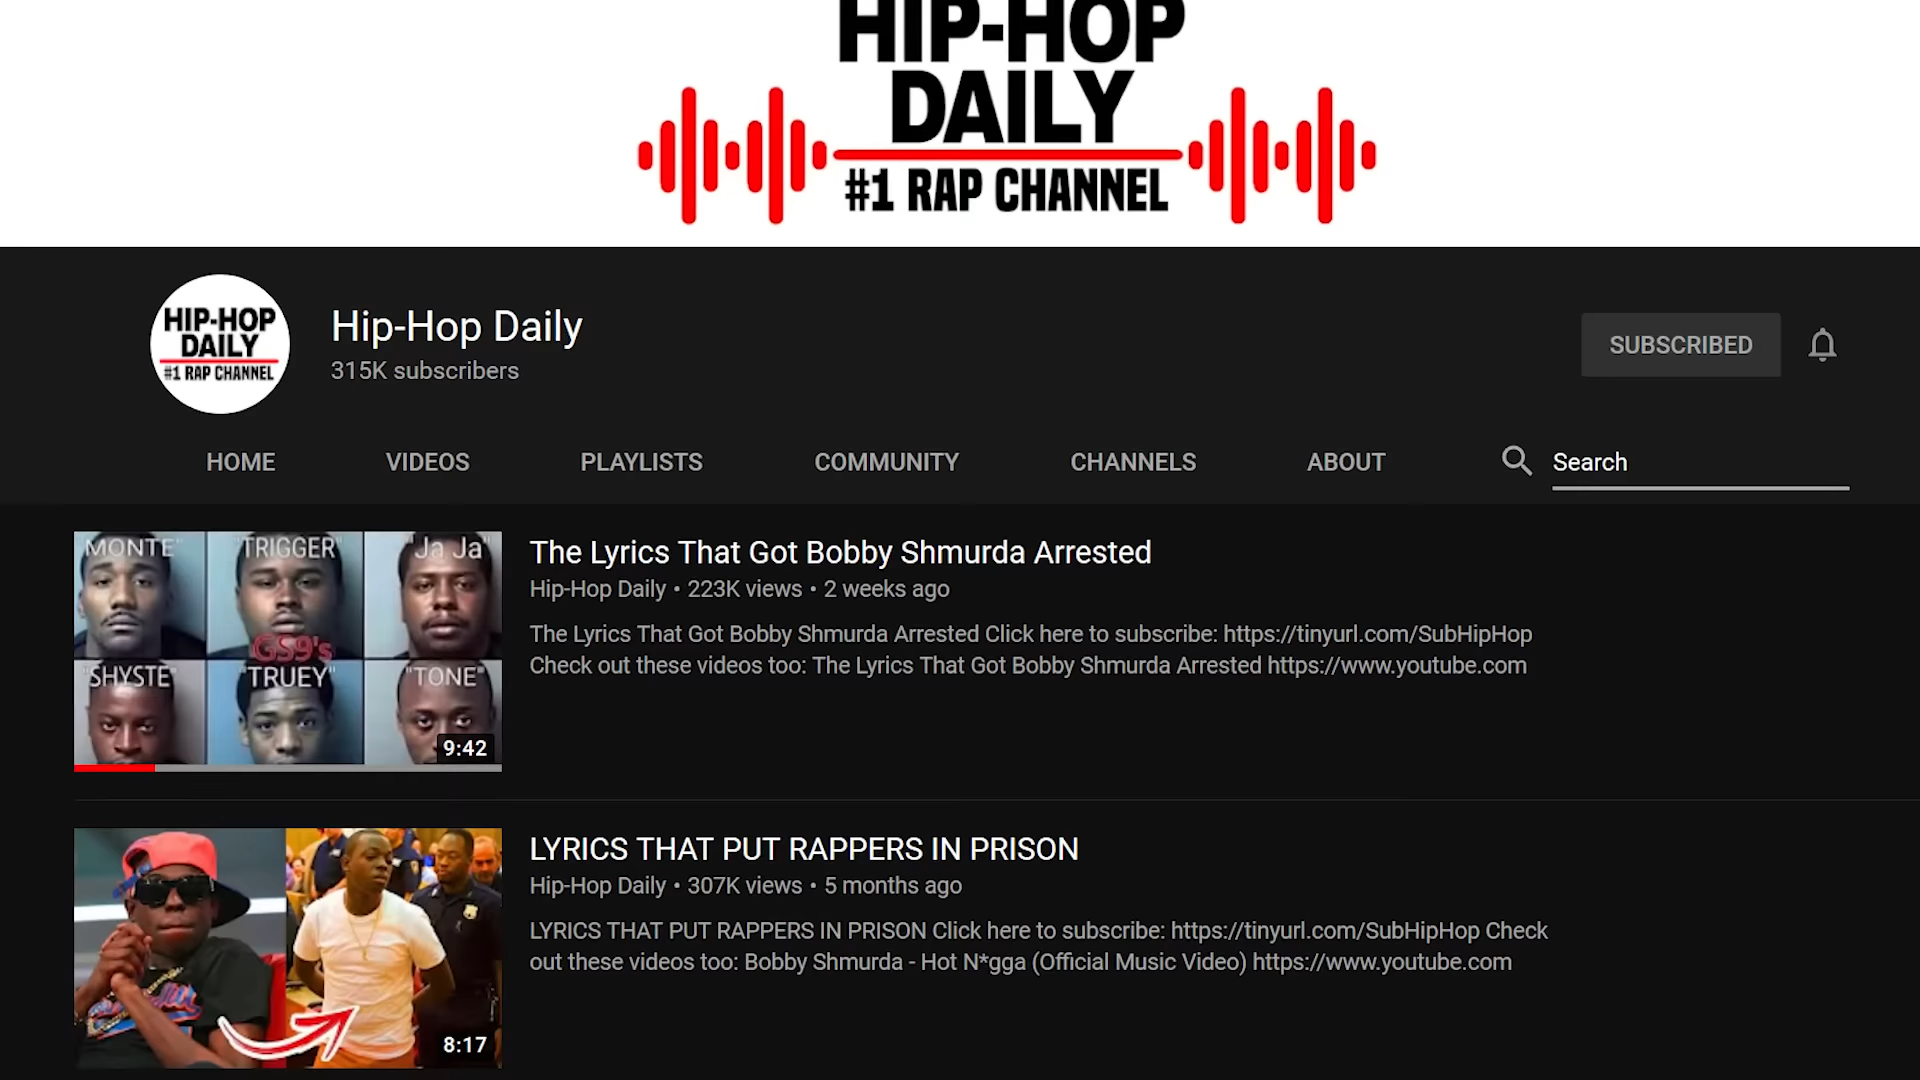 HIP-HOP
DAILY
#1 RAP CHANNEL
HIP-HOP
DAILY
#1 RAP CHANNEL
Hip-Hop Daily
315K subscribers
SUBSCRIBED
HOME VIDEOS PLAYLISTS COMMUNITY CHANNELS ABOUT Search
MONTE" "TRIGGER" "Ja Ja"
GS9's
"SHYSTE" "TRUEY" "TONE"
9:42
The Lyrics That Got Bobby Shmurda Arrested
Hip-Hop Daily • 223K views • 2 weeks ago
The Lyrics That Got Bobby Shmurda Arrested Click here to subscribe: https://tinyurl.com/SubHipHop
Check out these videos too: The Lyrics That Got Bobby Shmurda Arrested https://www.youtube.com
8:17
LYRICS THAT PUT RAPPERS IN PRISON
Hip-Hop Daily • 307K views • 5 months ago
LYRICS THAT PUT RAPPERS IN PRISON Click here to subscribe: https://tinyurl.com/SubHipHop Check
out these videos too: Bobby Shmurda - Hot N*gga (Official Music Video) https://www.youtube.com